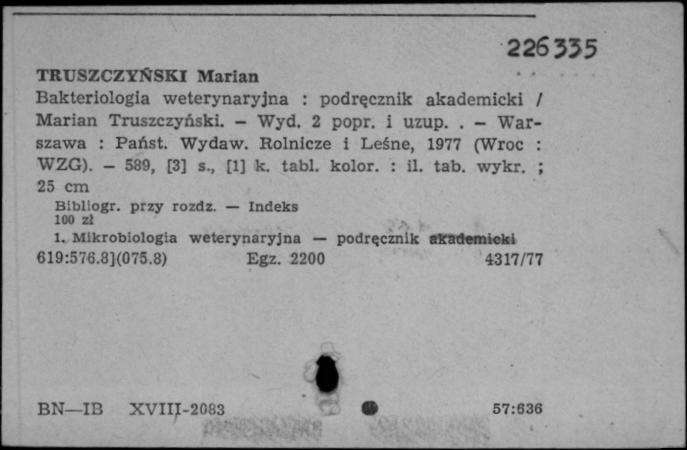 226335
TRUSZCZYŃSKI Marian
Bakteriologia weterynaryjna : podręcznik akademicki /
Marian Truszczyński. — Wyd. 2 popr. i uzup. . — War-
szawa : Państ. Wydaw. Rolnicze i Leśne, 1977 (Wroc :
WZG). — 589, [3] s., [1] k. tabl. kolor. : il. tab. wykr. ;
25 cm
Bibliogr. przy rozdz. — Indeks
100 zł
1. Mikrobiologia weterynaryjna — podręcznik akademicki
619:576.8](075.8) Egz. 2200 4317/77
BN—IB XVIII-2083 57:636